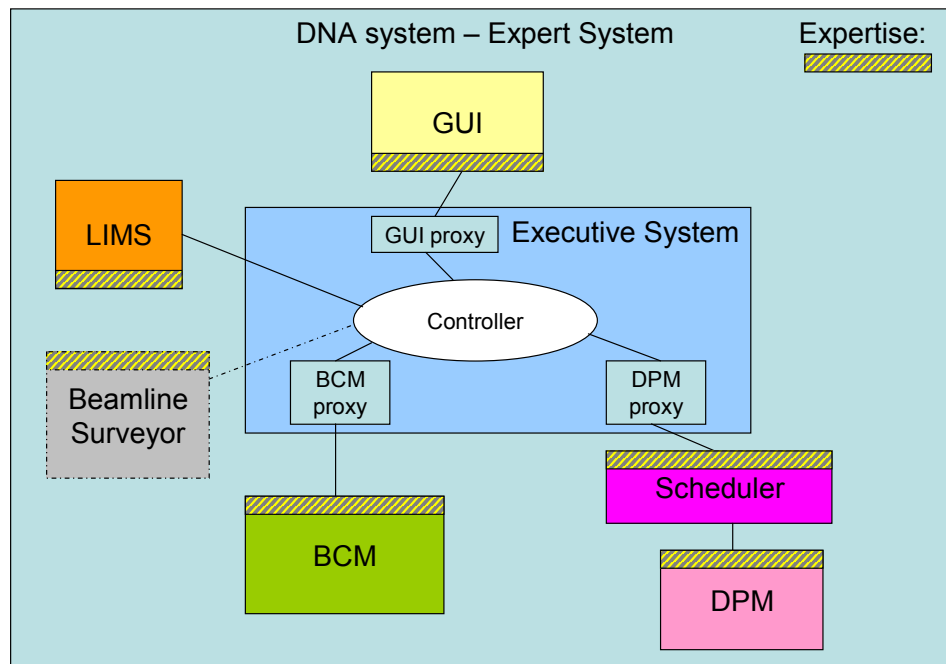 DNA system – Expert System
Expertise:
GUI
LIMS
GUI proxy
Executive System
Controller
Beamline
Surveyor
BCM
proxy
DPM
proxy
Scheduler
BCM
DPM